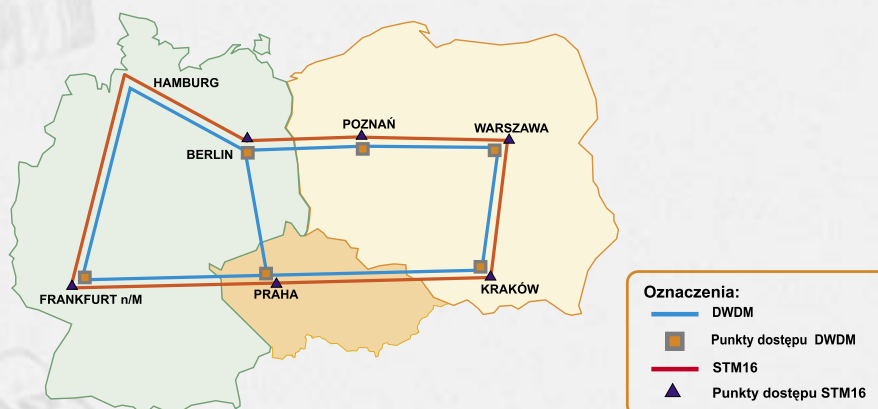 HAMBURG
POZNAŃ
WARSZAWA
BERLIN
FRANKFURT n/M
PRAHA
KRAKÓW
Oznaczenia:
DWDM
Punkty dostępu DWDM
STM16
Punkty dostępu STM16